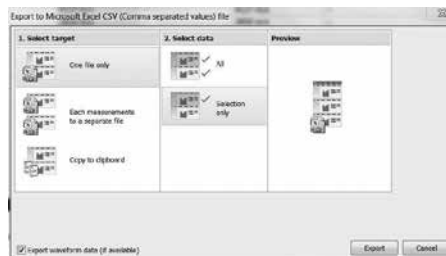 Export to Microsoft Excel CSV (Comma separated values) file
1. Select target
2. Select data
Preview
One file only
All
Each measurements
to a separate file
Selection
only
Copy to clipboard
Export waveform data (if available)
Export
Cancel